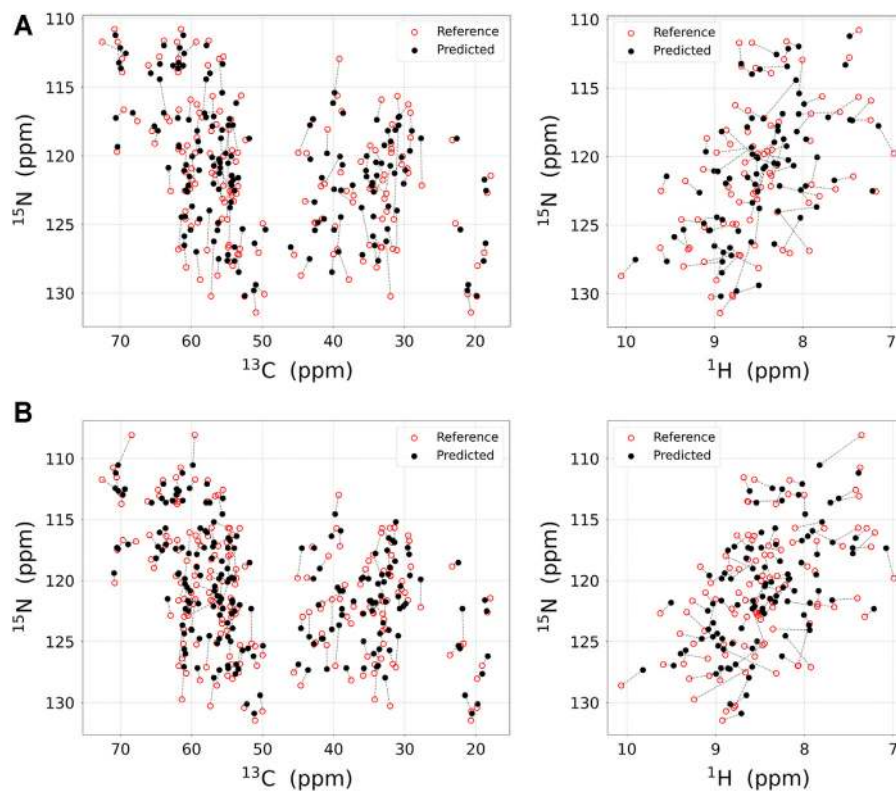 A
110
115
120
125
130
15N (ppm)
Reference
Predicted
70 60 50 40 30 20
13C (ppm)
110
115
120
125
130
15N (ppm)
Reference
Predicted
10 9 8 7
1H (ppm)
B
110
115
120
125
130
15N (ppm)
Reference
Predicted
70 60 50 40 30 20
13C (ppm)
110
115
120
125
130
15N (ppm)
Reference
Predicted
10 9 8 7
1H (ppm)